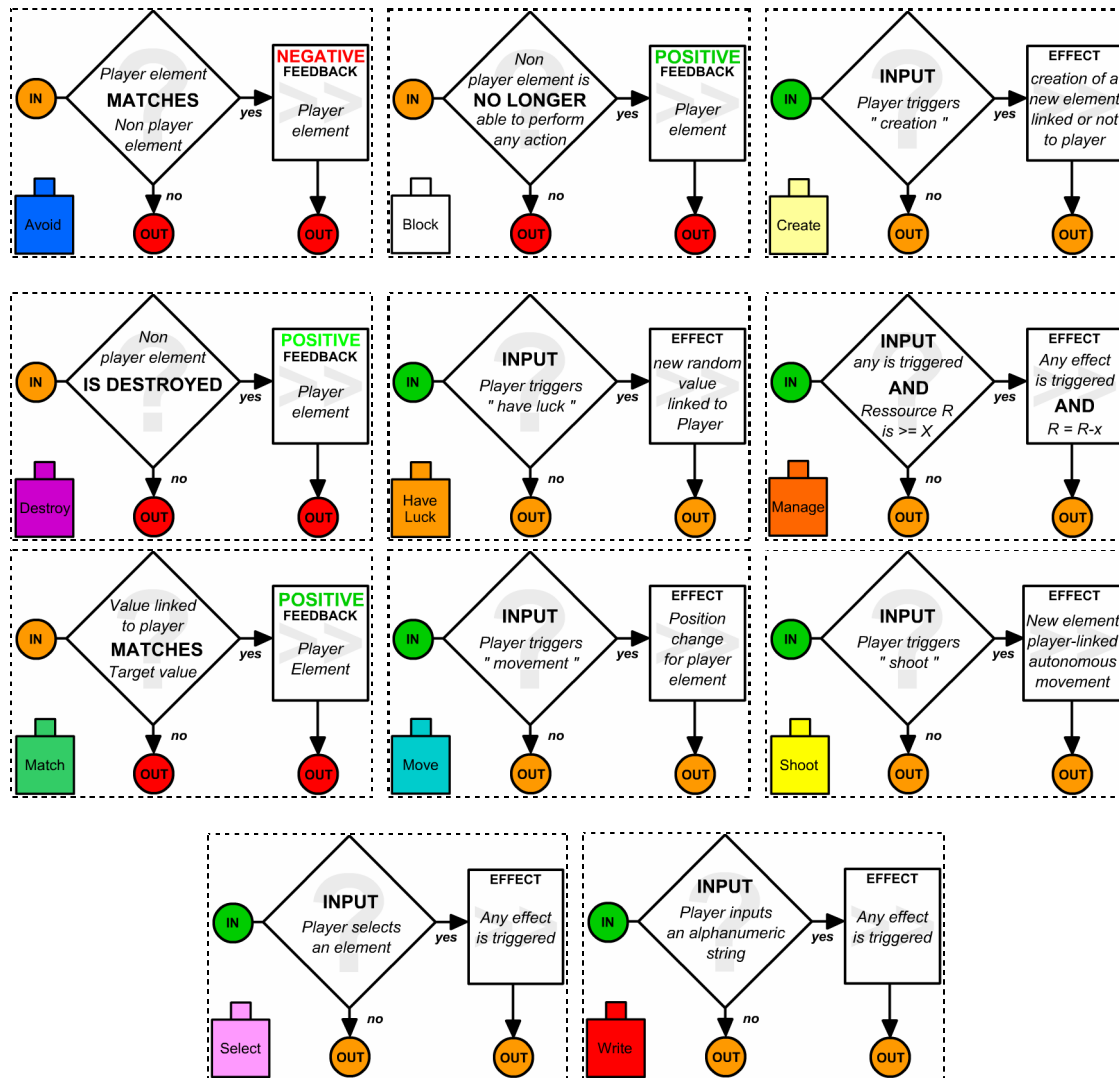 IN
Player element
MATCHES
Non player
element
yes
NEGATIVE
FEEDBACK
Player
element
no
OUT
OUT
Avoid
IN
Non
player element is
NO LONGER
able to perform
any action
yes
POSITIVE
FEEDBACK
Player
element
no
OUT
OUT
Block
IN
INPUT
Player triggers
" creation "
yes
EFFECT
creation of a
new element
linked or not
to player
no
OUT
OUT
Create
IN
Non
player element
IS DESTROYED
yes
POSITIVE
FEEDBACK
Player
element
no
OUT
OUT
Destroy
IN
INPUT
Player triggers
" have luck "
yes
EFFECT
new random
value
linked to
Player
no
OUT
OUT
Have
Luck
IN
INPUT
any is triggered
AND
Ressource R
is >= X
yes
EFFECT
Any effect
is triggered
AND
R = R-x
no
OUT
OUT
Manage
IN
Value linked
to player
MATCHES
Target value
yes
POSITIVE
FEEDBACK
Player
Element
no
OUT
OUT
Match
IN
INPUT
Player triggers
" movement "
yes
EFFECT
Position
change
for player
element
no
OUT
OUT
Move
IN
INPUT
Player triggers
" shoot "
yes
EFFECT
New element
player-linked
autonomous
movement
no
OUT
OUT
Shoot
IN
INPUT
Player selects
an element
yes
EFFECT
Any effect
is triggered
no
OUT
OUT
Select
IN
INPUT
Player inputs
an alphanumeric
string
yes
EFFECT
Any effect
is triggered
no
OUT
OUT
Write